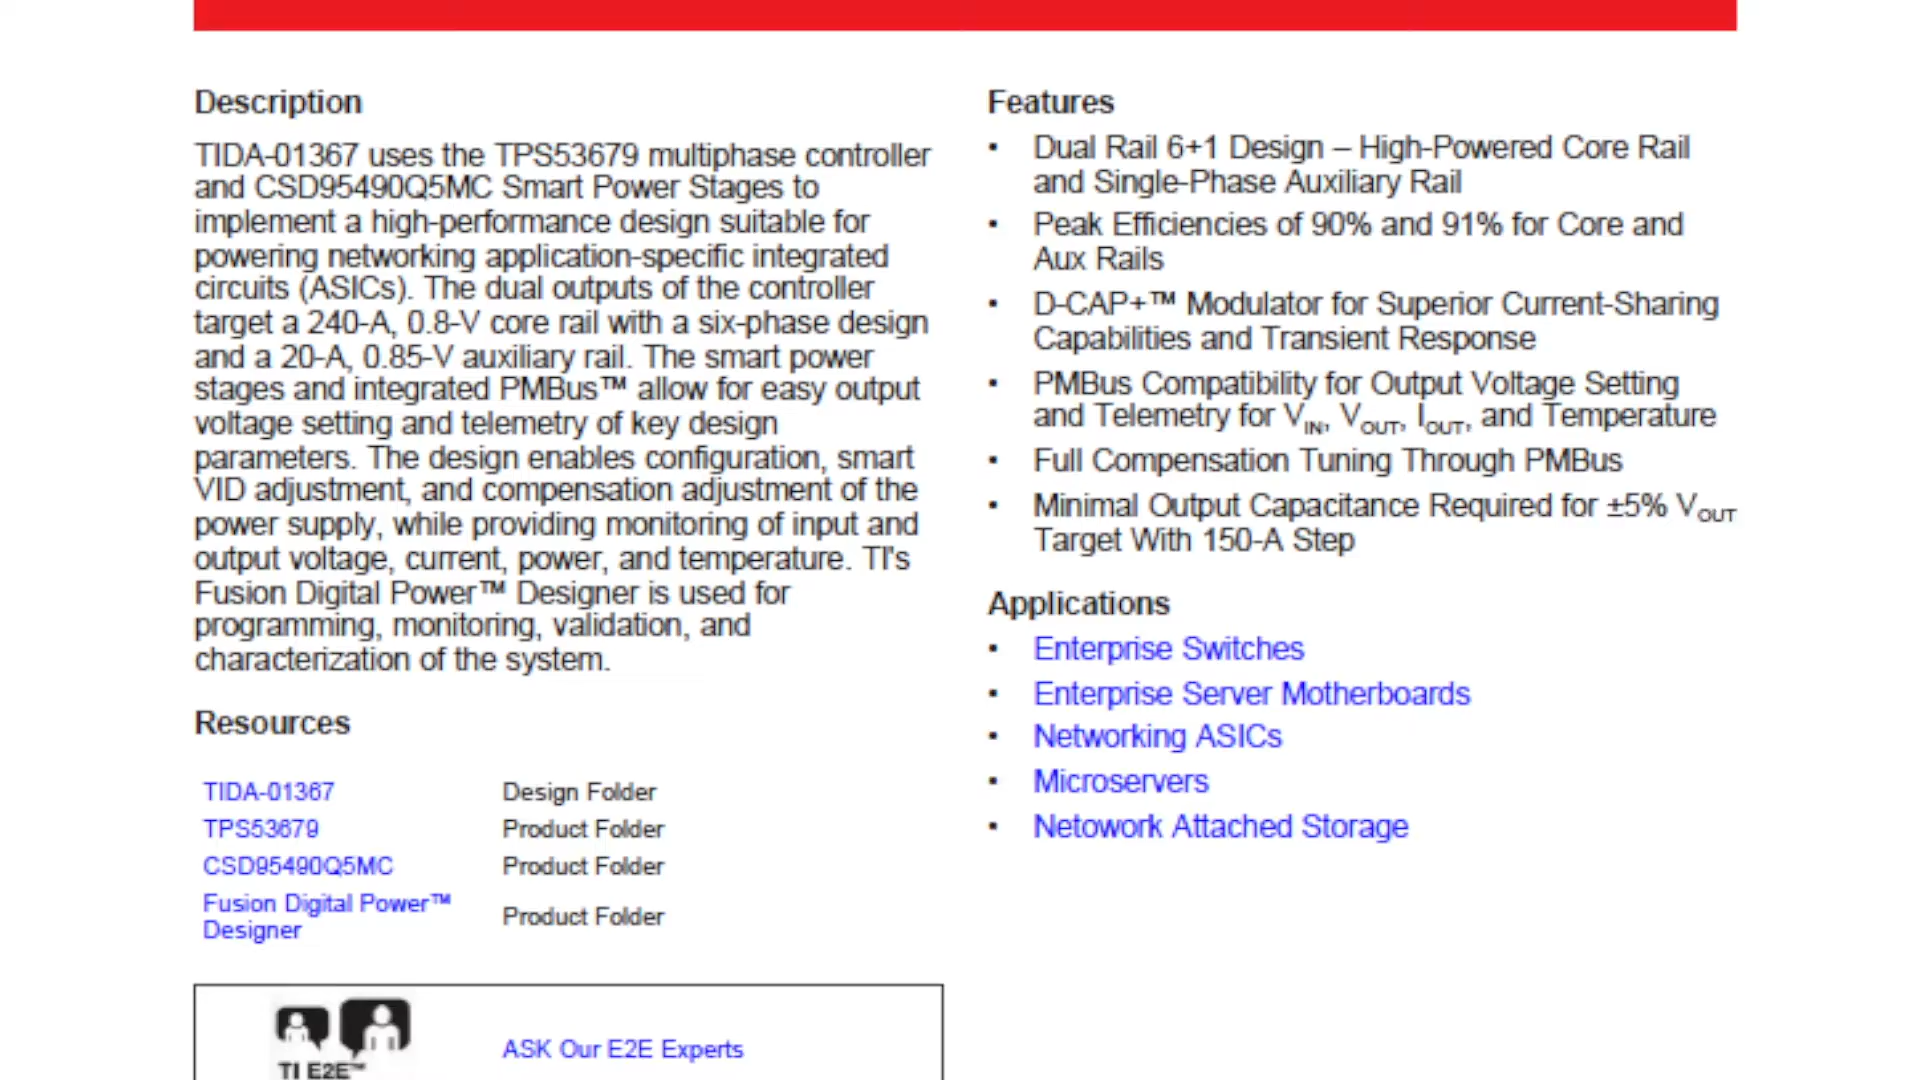 Description
TIDA-01367 uses the TPS53679 multiphase controller
and CSD95490Q5MC Smart Power Stages to
implement a high-performance design suitable for
powering networking application-specific integrated
circuits (ASICs). The dual outputs of the controller
target a 240-A, 0.8-V core rail with a six-phase design
and a 20-A, 0.85-V auxiliary rail. The smart power
stages and integrated PMBus™ allow for easy output
voltage setting and telemetry of key design
parameters. The design enables configuration, smart
VID adjustment, and compensation adjustment of the
power supply, while providing monitoring of input and
output voltage, current, power, and temperature. TI's
Fusion Digital Power™ Designer is used for
programming, monitoring, validation, and
characterization of the system.
Resources
TIDA-01367 Design Folder
TPS53679 Product Folder
CSD95490Q5MC Product Folder
Fusion Digital Power™
Designer Product Folder
TI E2E™
ASK Our E2E Experts
Features
• Dual Rail 6+1 Design – High-Powered Core Rail
and Single-Phase Auxiliary Rail
• Peak Efficiencies of 90% and 91% for Core and
Aux Rails
• D-CAP+™ Modulator for Superior Current-Sharing
Capabilities and Transient Response
• PMBus Compatibility for Output Voltage Setting
and Telemetry for VIN, VOUT, IOUT, and Temperature
• Full Compensation Tuning Through PMBus
• Minimal Output Capacitance Required for ±5% VOUT
Target With 150-A Step
Applications
• Enterprise Switches
• Enterprise Server Motherboards
• Networking ASICs
• Microservers
• Netowork Attached Storage